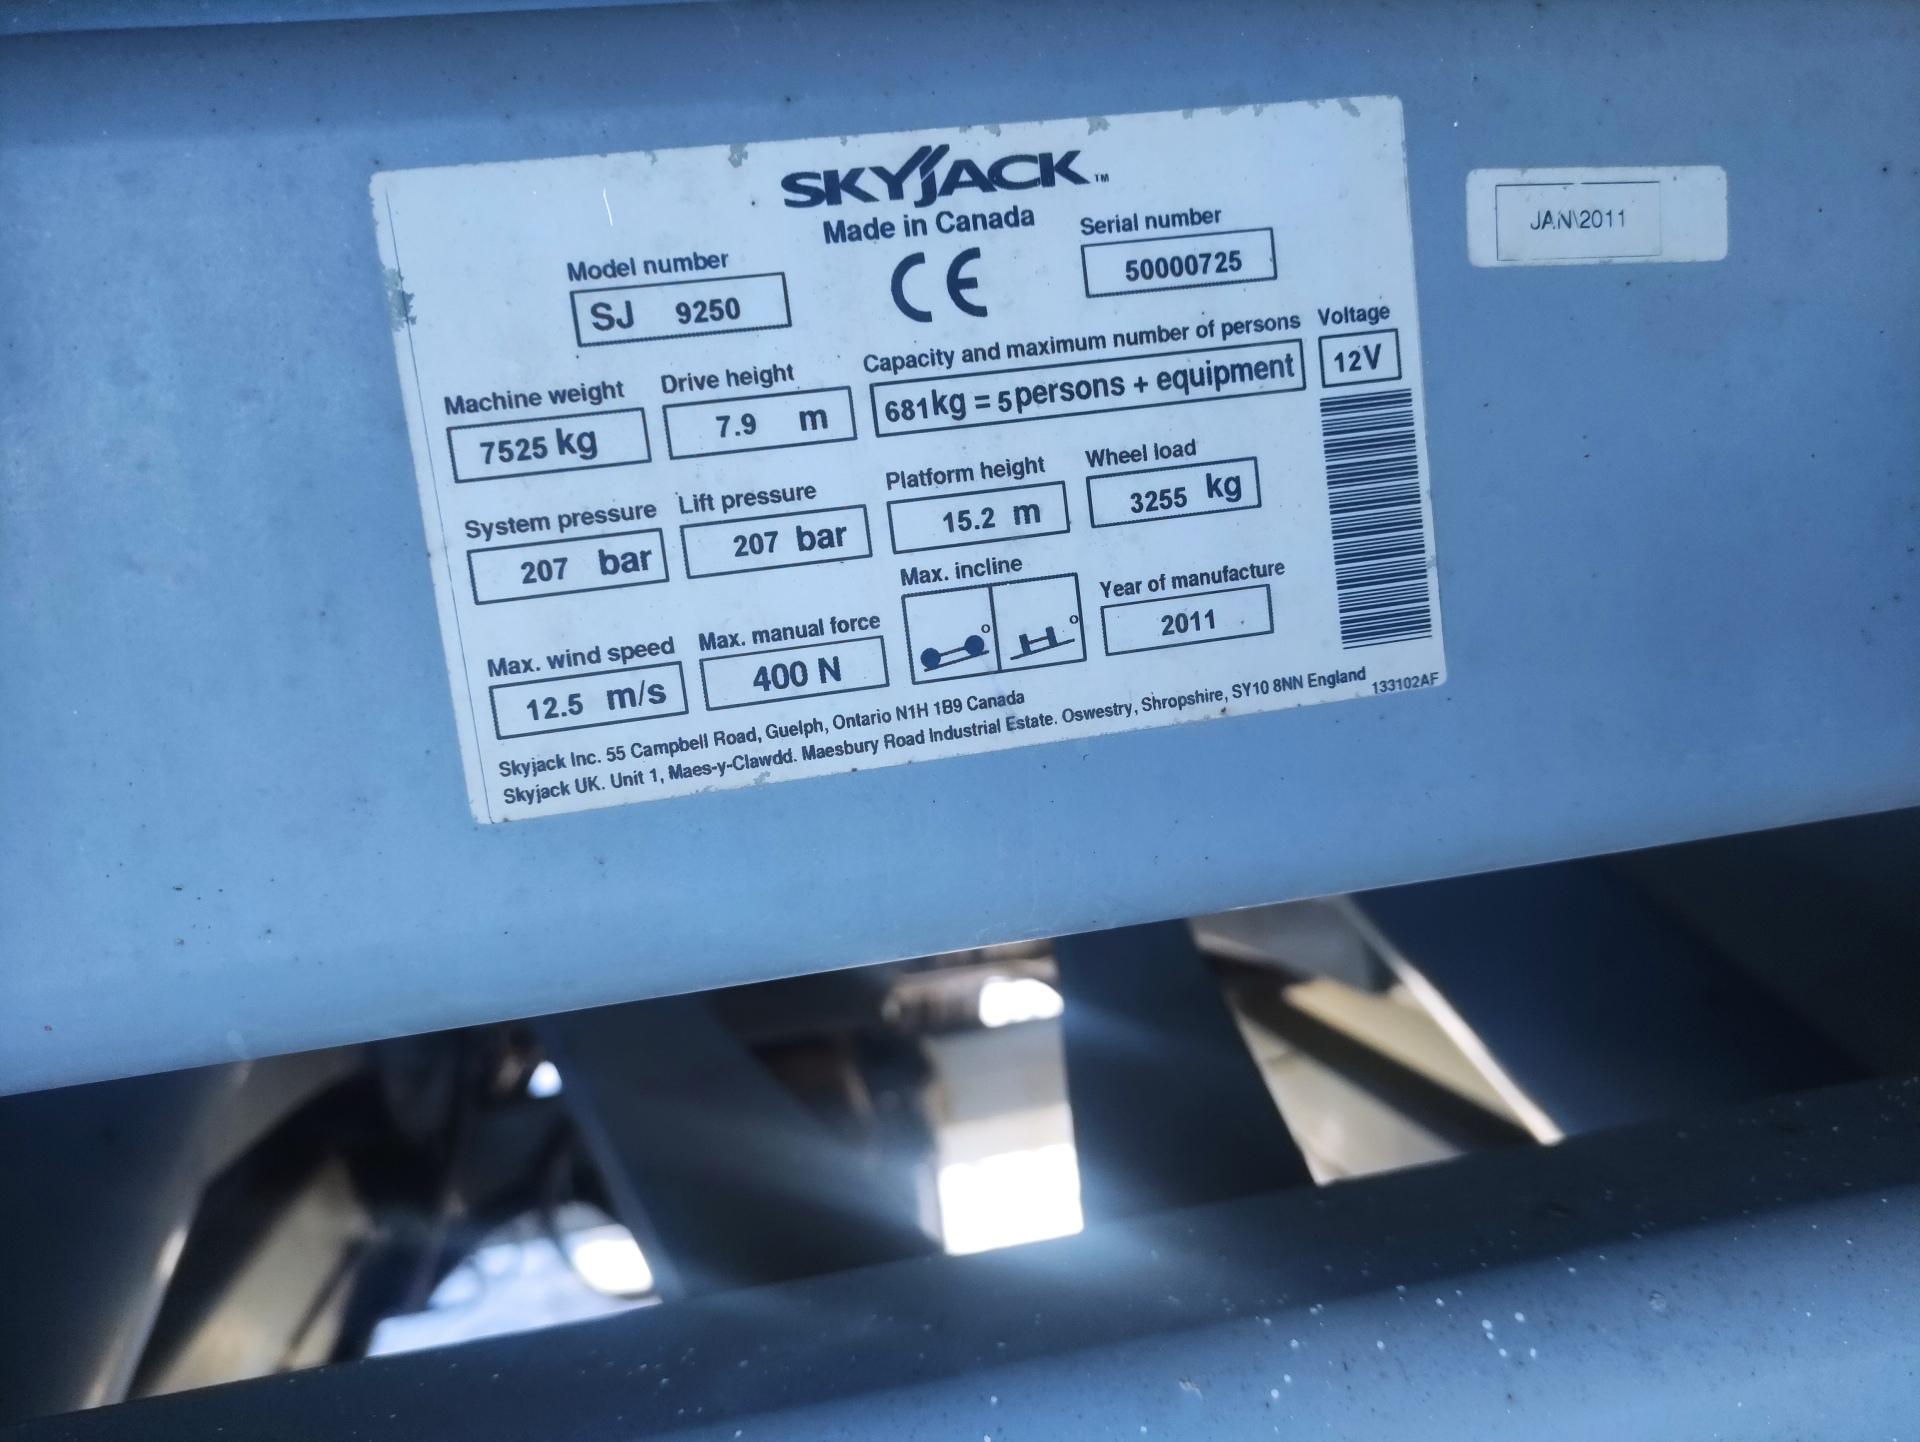 SKYJACK™
Made in Canada
CE
Model number
SJ 9250
Serial number
50000725
Machine weight
7525 kg
Drive height
7.9 m
Capacity and maximum number of persons
681kg = 5persons + equipment
Voltage
12V
System pressure
207 bar
Lift pressure
207 bar
Platform height
15.2 m
Wheel load
3255 kg
Max. wind speed
12.5 m/s
Max. manual force
400 N
Max. incline
o
o
Year of manufacture
2011
Skyjack Inc. 55 Campbell Road, Guelph, Ontario N1H 1B9 Canada
Skyjack UK. Unit 1, Maes-y-Clawdd. Maesbury Road Industrial Estate. Oswestry, Shropshire, SY10 8NN England
133102AF
JAN\2011